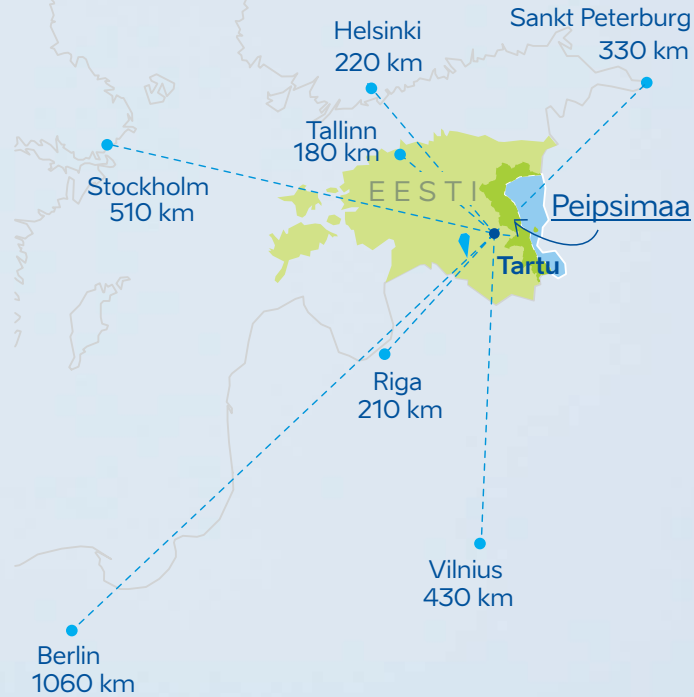 Sankt Peterburg
330 km
Helsinki
220 km
Tallinn
180 km
Stockholm
510 km
EESTI
Peipsimaa
Tartu
Riga
210 km
Vilnius
430 km
Berlin
1060 km